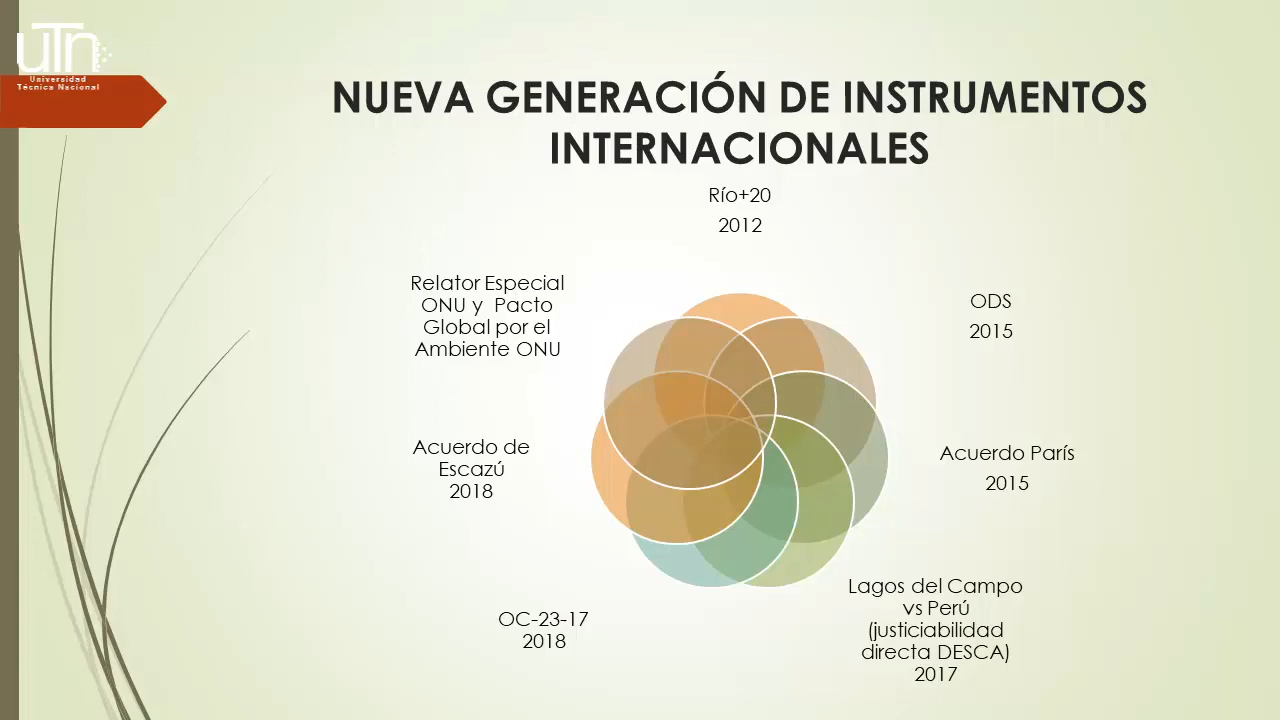 uTn
Universidad
Técnica Nacional
NUEVA GENERACIÓN DE INSTRUMENTOS
INTERNACIONALES
Río+20
2012
ODS
2015
Acuerdo París
2015
Lagos del Campo
vs Perú
(justiciabilidad
directa DESCA)
2017
OC-23-17
2018
Acuerdo de
Escazú
2018
Relator Especial
ONU y Pacto
Global por el
Ambiente ONU